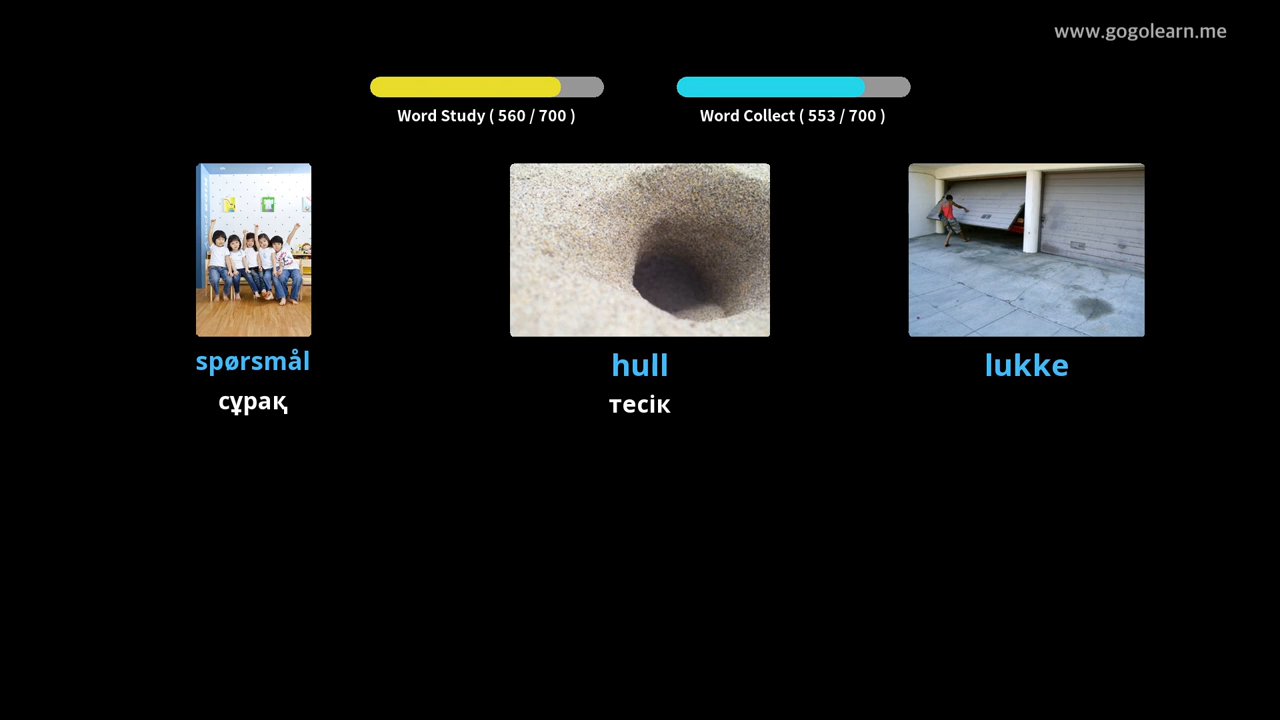 www.gogolearn.me
Word Study ( 560 / 700 )
Word Collect ( 553 / 700 )
spørsmål
hull
lukke
сұрақ
тесік